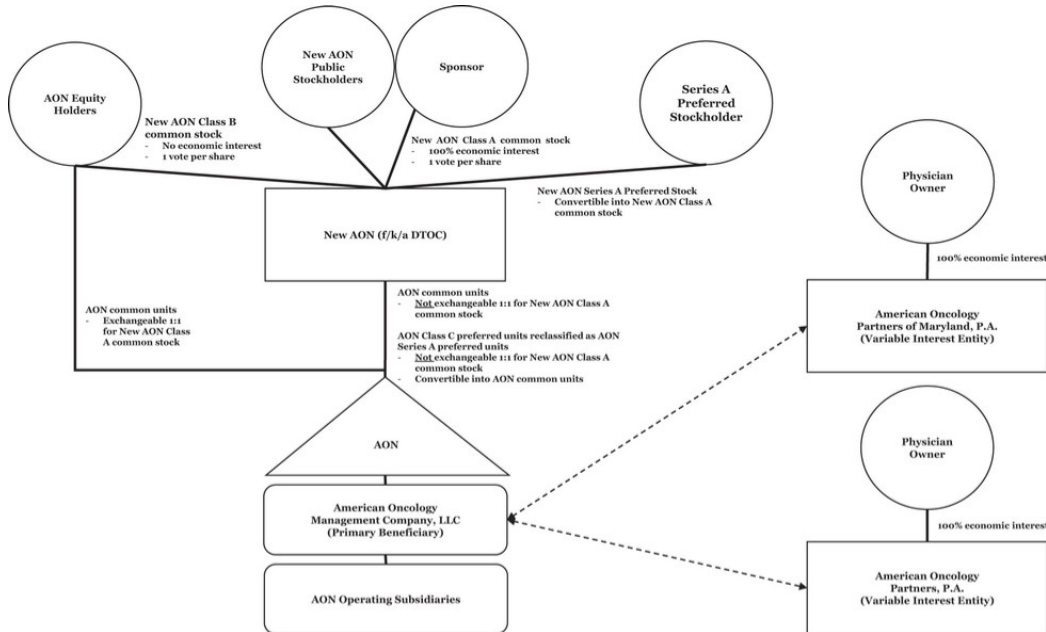 New AON
Public
Stockholders
Sponsor
AON Equity
Holders
Series A
Preferred
Stockholder
New AON Class B
common stock
- No economic interest
- 1 vote per share
New AON Class A common stock
- 100% economic interest
- 1 vote per share
New AON Series A Preferred Stock
- Convertible into New AON Class A
common stock
Physician
Owner
New AON (f/k/a DTOC)
100% economic interest
AON common units
- Exchangeable 1:1
for New AON Class
A common stock
AON common units
- Not exchangeable 1:1 for New AON Class A
common stock
AON Class C preferred units reclassified as AON
Series A preferred units
- Not exchangeable 1:1 for New AON Class A
common stock
- Convertible into AON common units
American Oncology
Partners of Maryland, P.A.
(Variable Interest Entity)
AON
Physician
Owner
American Oncology
Management Company, LLC
(Primary Beneficiary)
100% economic interest
AON Operating Subsidiaries
American Oncology
Partners, P.A.
(Variable Interest Entity)